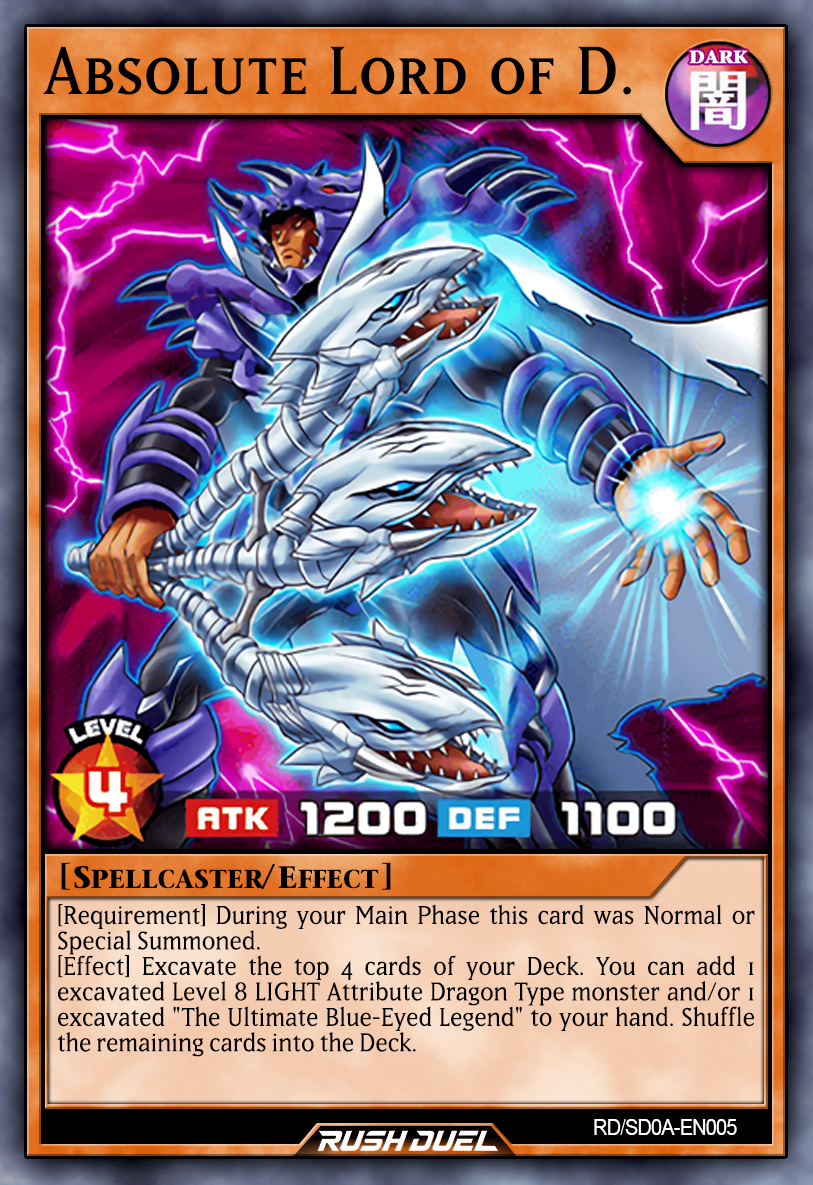 Absolute Lord of D.
DARK
闇
LEVEL
4
ATK 1200 DEF 1100
[Spellcaster/Effect]
[Requirement] During your Main Phase this card was Normal or
Special Summoned.
[Effect] Excavate the top 4 cards of your Deck. You can add 1
excavated Level 8 LIGHT Attribute Dragon Type monster and/or 1
excavated "The Ultimate Blue-Eyed Legend" to your hand. Shuffle
the remaining cards into the Deck.
RD/SD0A-EN005
RUSH DUEL